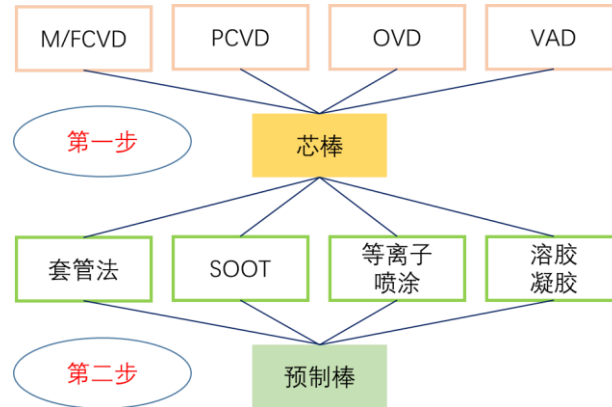 M/FCVD
PCVD
OVD
VAD
第一步
芯棒
套管法
SOOT
等离子
喷涂
溶胶
凝胶
第二步
预制棒